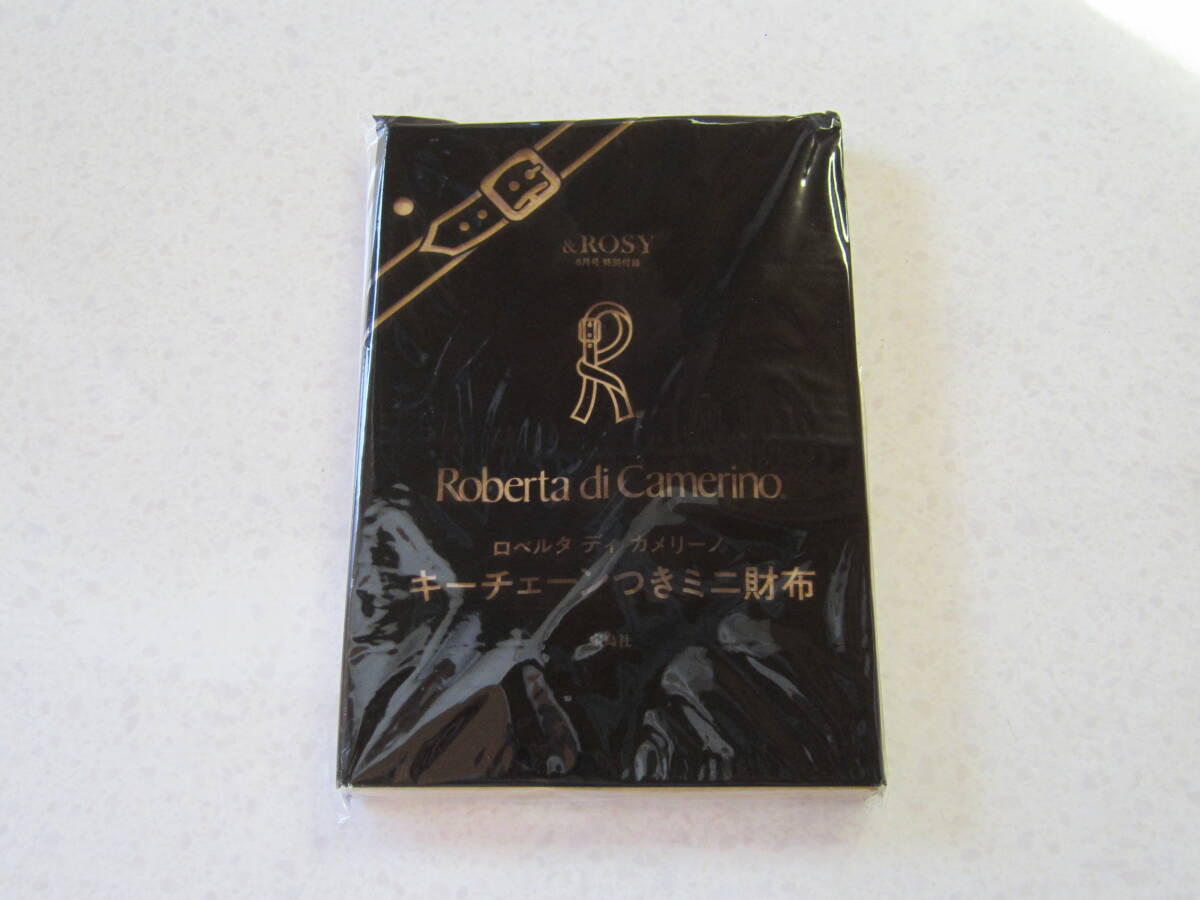 &ROSY
6月号 特別付録
R
Roberta di Camerino®
ロベルタ ディ カメリーノ
キーチェーンつきミニ財布
宝島社